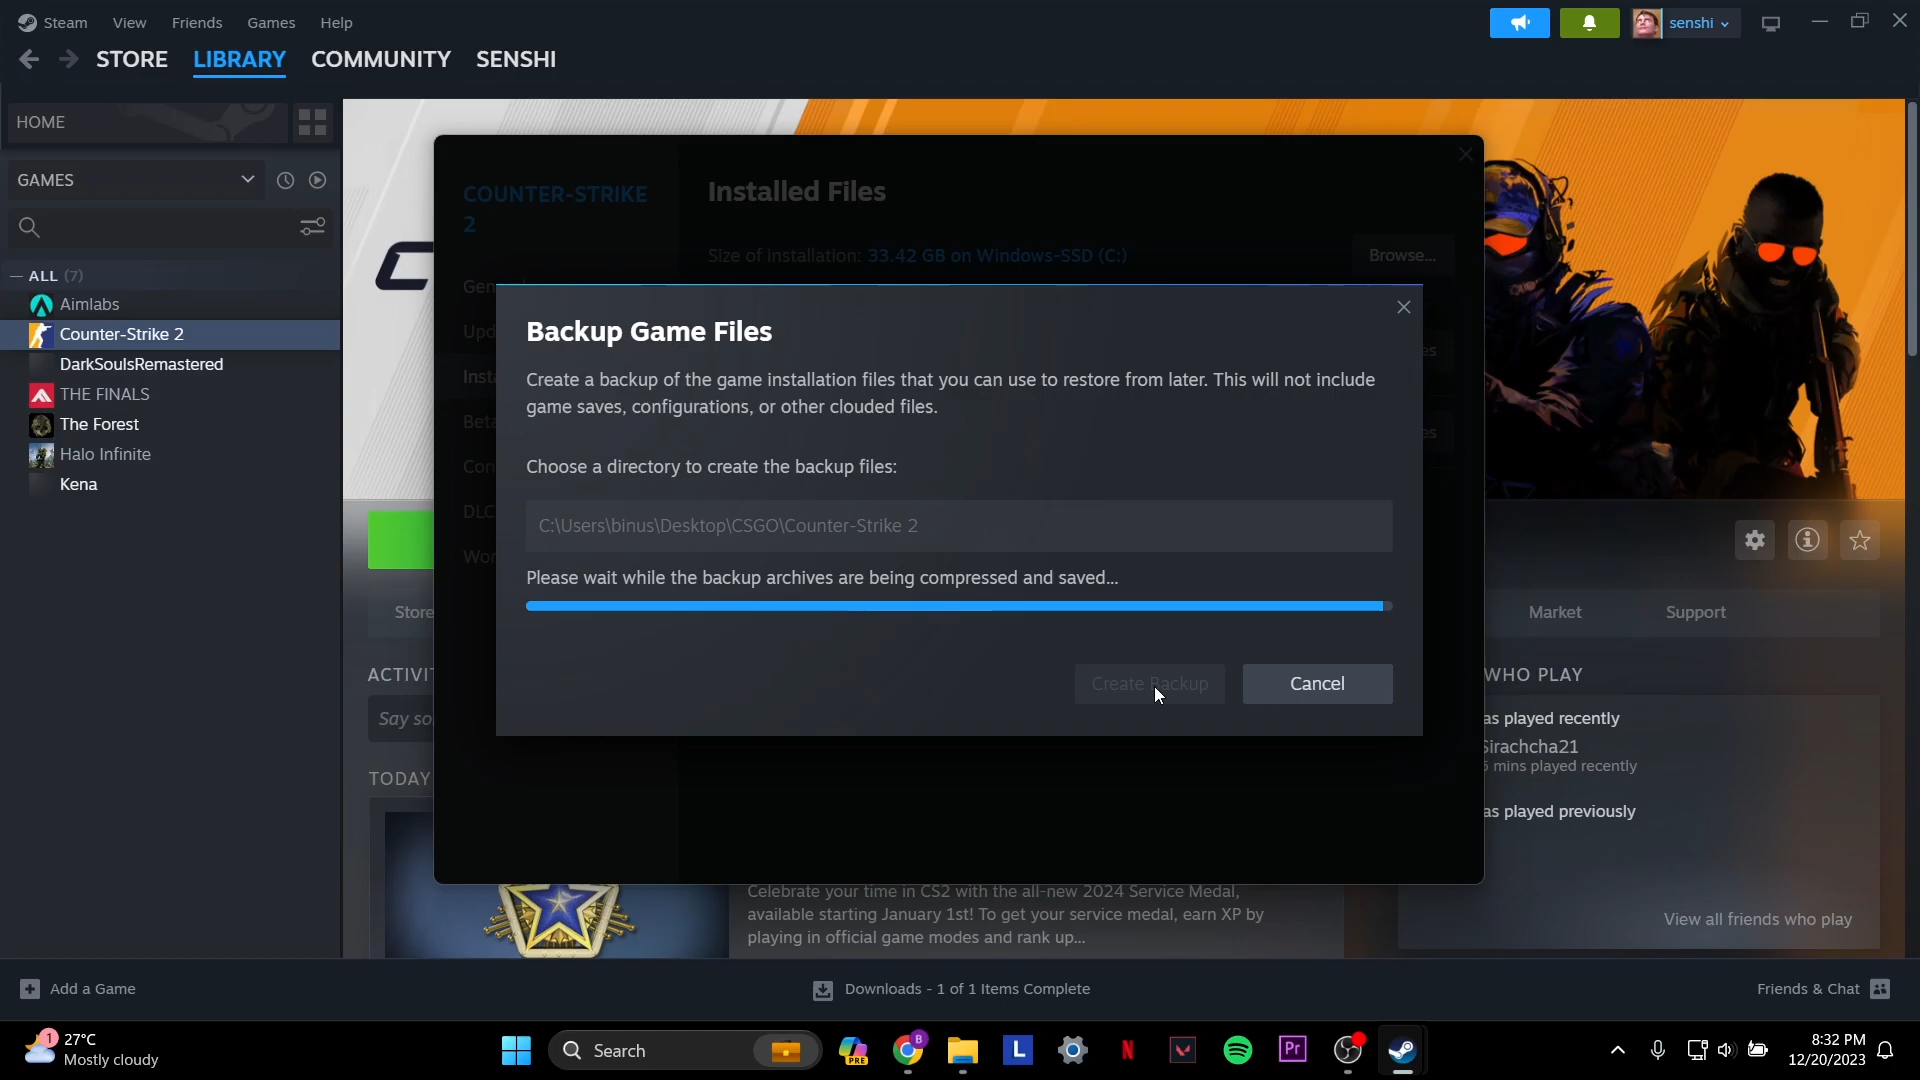 Steam View Friends Games Help
senshi
STORE LIBRARY COMMUNITY SENSHI
HOME
GAMES
ALL (7)
Aimlabs
Counter-Strike 2
DarkSoulsRemastered
THE FINALS
The Forest
Halo Infinite
Kena
COUNTER-STRIKE
2
Installed Files
Size of Installation: 33.42 GB on Windows-SSD (C:)
Browse...
Backup Game Files
Create a backup of the game installation files that you can use to restore from later. This will not include
game saves, configurations, or other clouded files.
Choose a directory to create the backup files:
C:\Users\binus\Desktop\CSGO\Counter-Strike 2
Please wait while the backup archives are being compressed and saved...
Create Backup
Cancel
DLC
Store
Market
Support
WHO PLAY
as played recently
Sirachcha21
mins played recently
as played previously
View all friends who play
TODAY
Celebrate your time in CS2 with the all-new 2024 Service Medal,
available starting January 1st! To get your service medal, earn XP by
playing in official game modes and rank up...
Add a Game
Downloads - 1 of 1 Items Complete
Friends & Chat
1
27°C
Mostly cloudy
Search
PRE
B
L
N
Pr
8:32 PM
12/20/2023